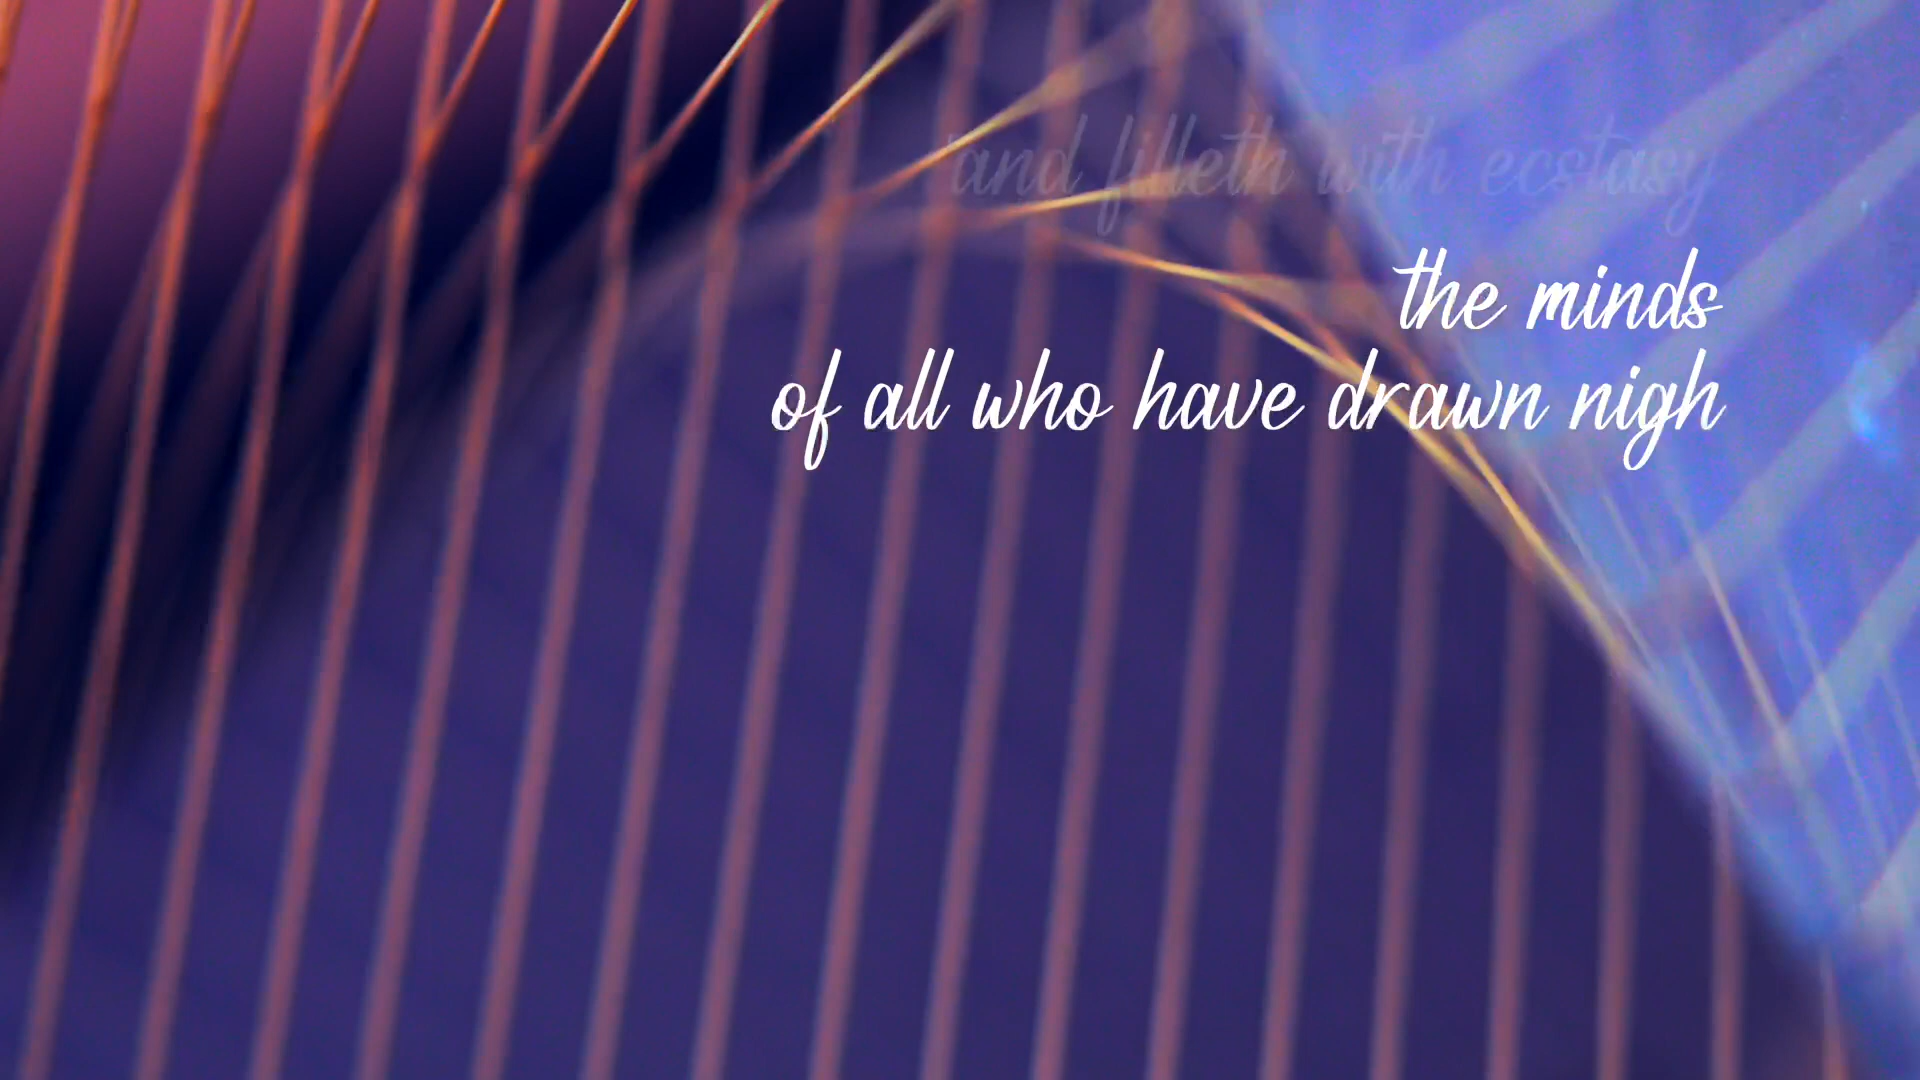 and filleth with ecstasy
the minds
of all who have drawn nigh